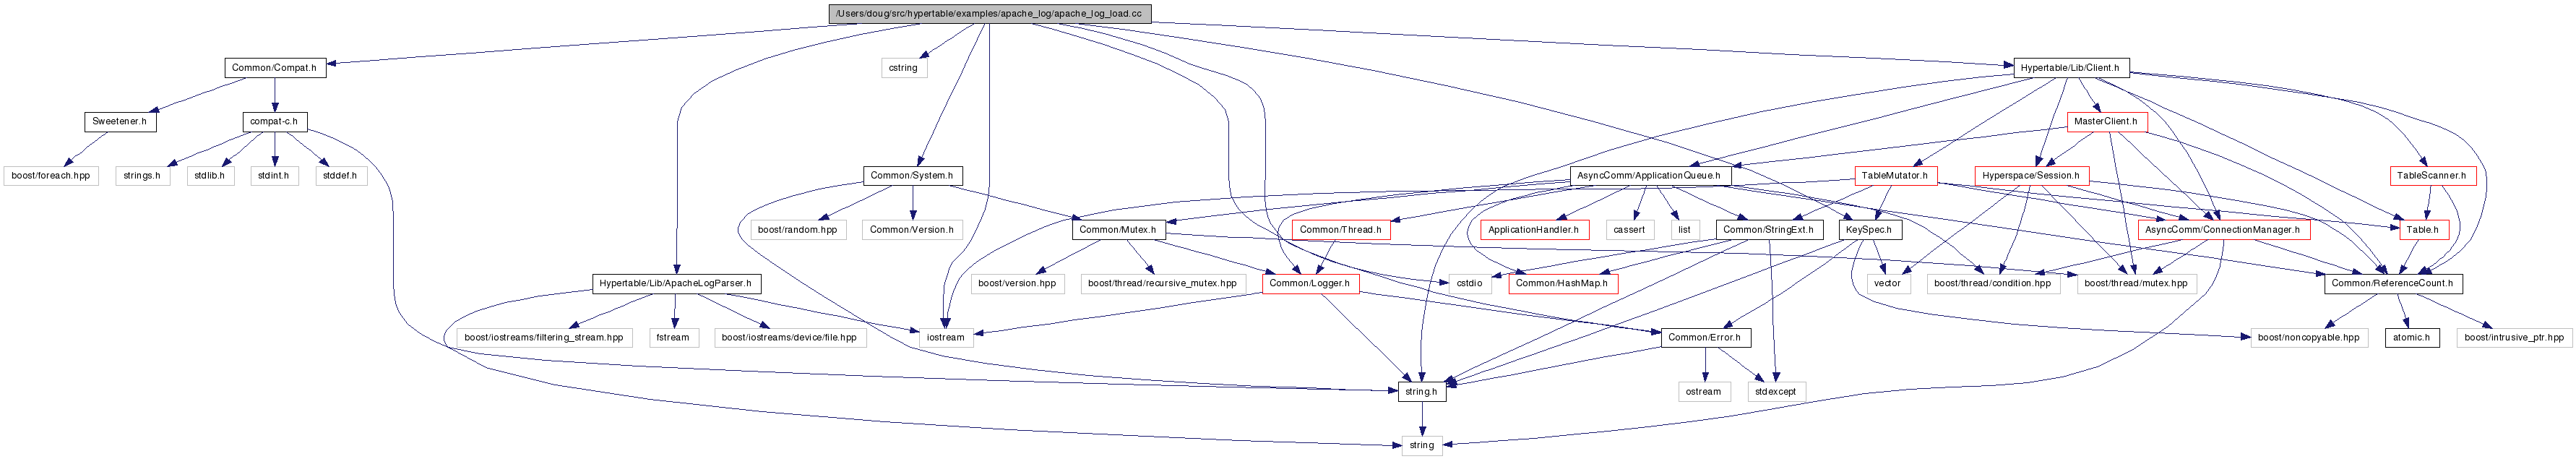 /Users/doug/src/hypertable/examples/apache_log/apache_log_load.cc
Common/Compat.h
cstring
Hypertable/Lib/Client.h
Sweetener.h
compat-c.h
MasterClient.h
boost/foreach.hpp
strings.h
stdlib.h
stdint.h
stddef.h
Common/System.h
AsyncComm/ApplicationQueue.h
TableMutator.h
Hyperspace/Session.h
TableScanner.h
boost/random.hpp
Common/Version.h
Common/Mutex.h
Common/Thread.h
ApplicationHandler.h
cassert
list
Common/StringExt.h
KeySpec.h
AsyncComm/ConnectionManager.h
Table.h
Hypertable/Lib/ApacheLogParser.h
boost/version.hpp
boost/thread/recursive_mutex.hpp
Common/Logger.h
cstdio
Common/HashMap.h
vector
boost/thread/condition.hpp
boost/thread/mutex.hpp
Common/ReferenceCount.h
boost/iostreams/filtering_stream.hpp
fstream
boost/iostreams/device/file.hpp
iostream
Common/Error.h
boost/noncopyable.hpp
atomic.h
boost/intrusive_ptr.hpp
string.h
ostream
stdexcept
string